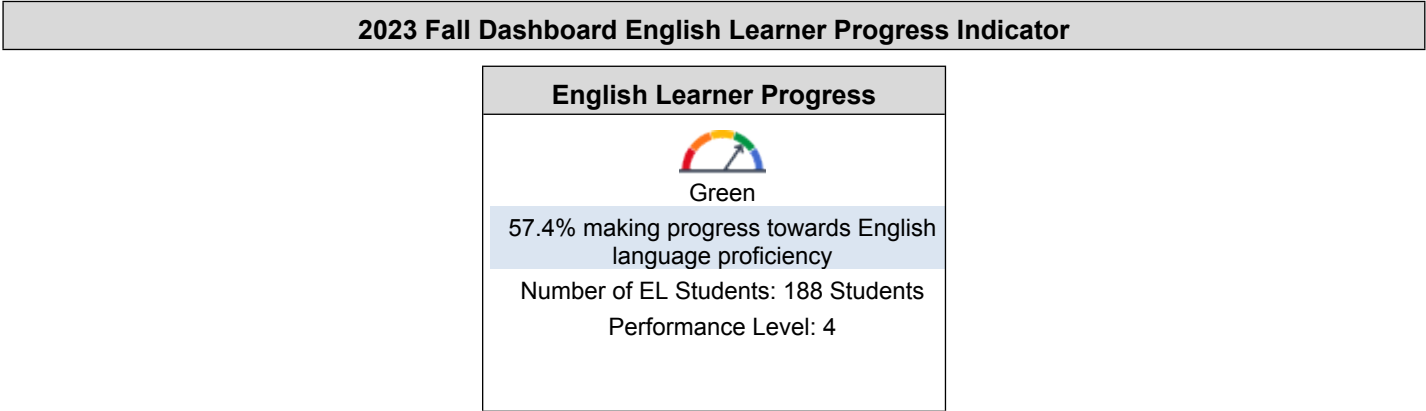 2023 Fall Dashboard English Learner Progress Indicator
English Learner Progress
Green
57.4% making progress towards English
language proficiency
Number of EL Students: 188 Students
Performance Level: 4